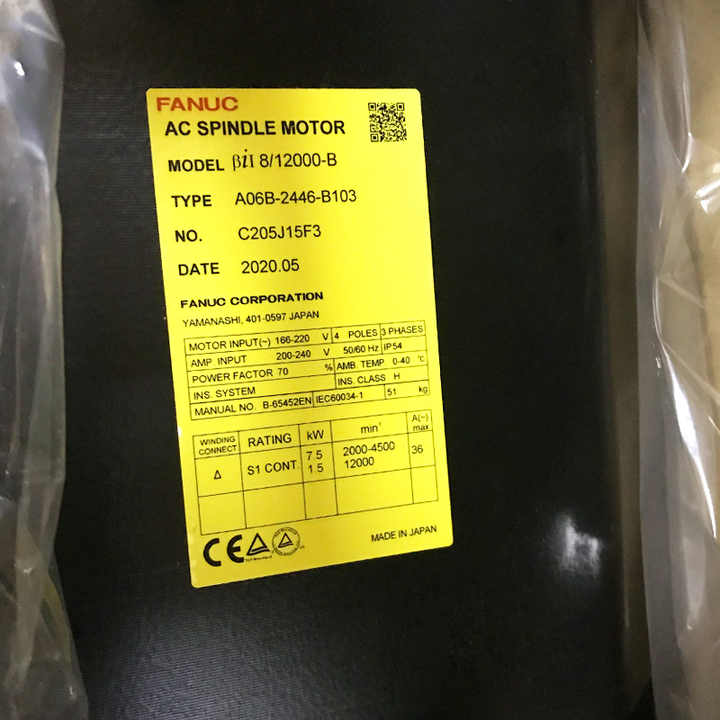 FANUC
AC SPINDLE MOTOR
MODEL βiI 8/12000-B
TYPE A06B-2446-B103
NO. C205J15F3
DATE 2020.05
FANUC CORPORATION
YAMANASHI, 401-0597 JAPAN
MOTOR INPUT(~) 166-220 V 4 POLES 3 PHASES
AMP INPUT 200-240 V 50/60 Hz IP54
POWER FACTOR 70 % AMB. TEMP 0-40 ℃
INS. SYSTEM INS. CLASS H
MANUAL NO. B-65452EN IEC60034-1 51 kg
WINDING CONNECT RATING kW min⁻¹ A(~) max
Δ S1 CONT. 7.5 2000-4500 36
1.5 12000
CE
MADE IN JAPAN